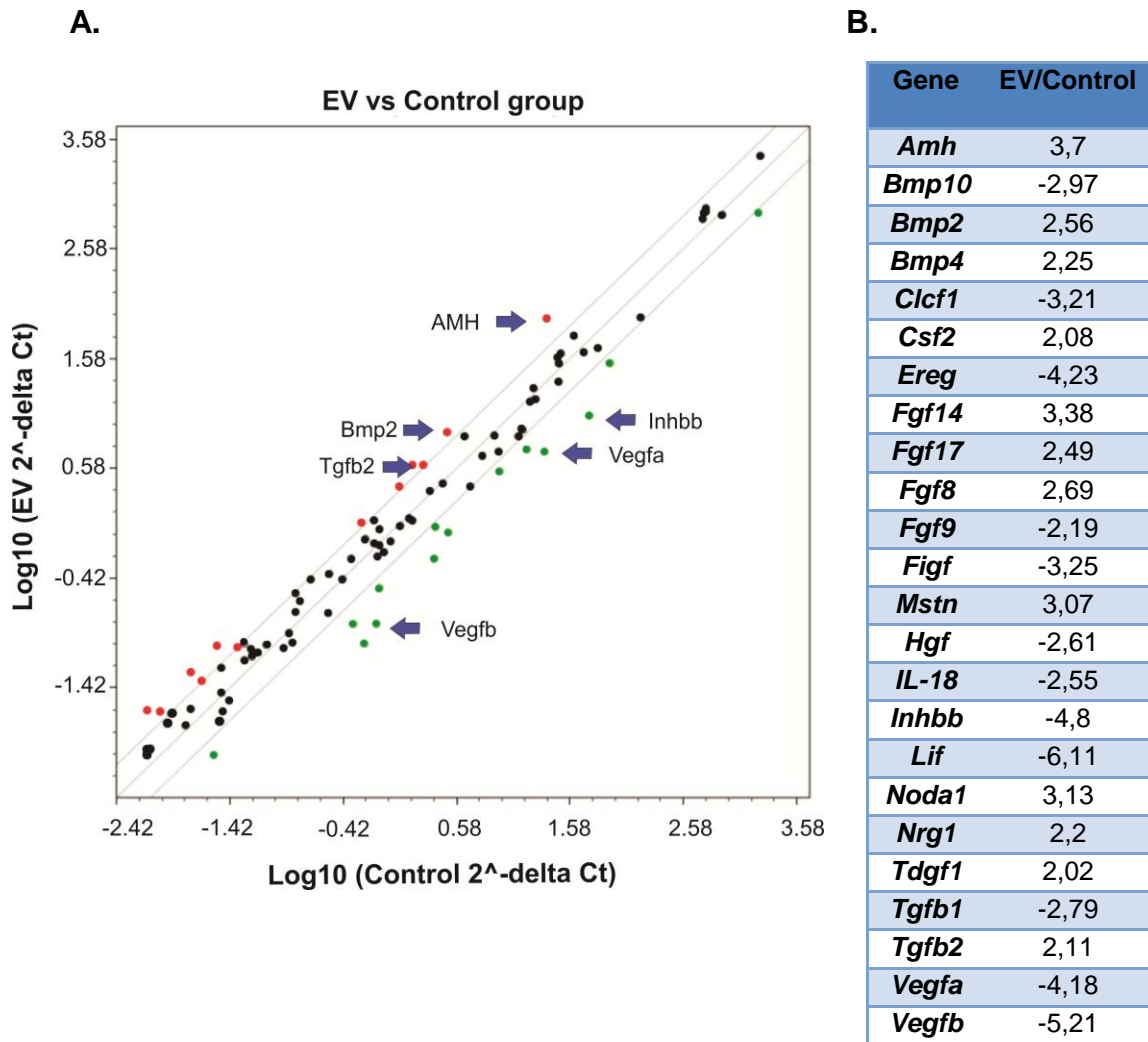 A.
EV vs Control group
3.58
2.58
1.58
0.58
-0.42
-1.42
Log10 (EV 2^-delta Ct)
AMH
Bmp2
Tgfb2
Inhbb
Vegfa
Vegfb
-2.42 -1.42 -0.42 0.58 1.58 2.58 3.58
Log10 (Control 2^-delta Ct)
B.
Gene EV/Control
Amh 3,7
Bmp10 -2,97
Bmp2 2,56
Bmp4 2,25
Clcf1 -3,21
Csf2 2,08
Ereg -4,23
Fgf14 3,38
Fgf17 2,49
Fgf8 2,69
Fgf9 -2,19
Figf -3,25
Mstn 3,07
Hgf -2,61
IL-18 -2,55
Inhbb -4,8
Lif -6,11
Noda1 3,13
Nrg1 2,2
Tdgf1 2,02
Tgfb1 -2,79
Tgfb2 2,11
Vegfa -4,18
Vegfb -5,21